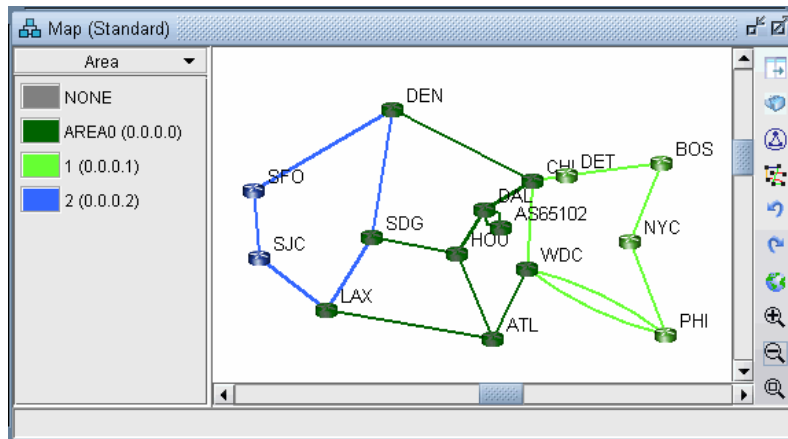 Map (Standard)
Area
NONE
AREA0 (0.0.0.0)
1 (0.0.0.1)
2 (0.0.0.2)
DEN
SFO
CHI
DET
BOS
DAL
AS65102
SDG
HOU
NYC
SJC
WDC
LAX
ATL
PHI